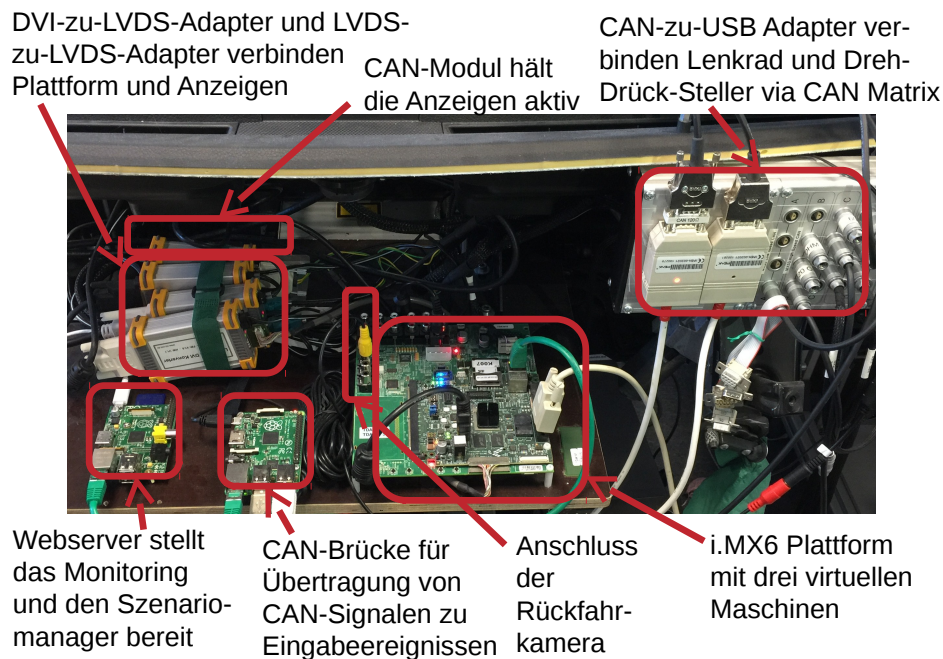 DVI-zu-LVDS-Adapter und LVDS-
zu-LVDS-Adapter verbinden
Plattform und Anzeigen
CAN-Modul hält
die Anzeigen aktiv
CAN-zu-USB Adapter ver-
binden Lenkrad und Dreh-
Drück-Steller via CAN Matrix
A
B
C
DVI Konverter
K007
Webserver stellt
das Monitoring
und den Szenario-
manager bereit
CAN-Brücke für
Übertragung von
CAN-Signalen zu
Eingabeereignissen
Anschluss
der
Rückfahr-
kamera
i.MX6 Plattform
mit drei virtuellen
Maschinen